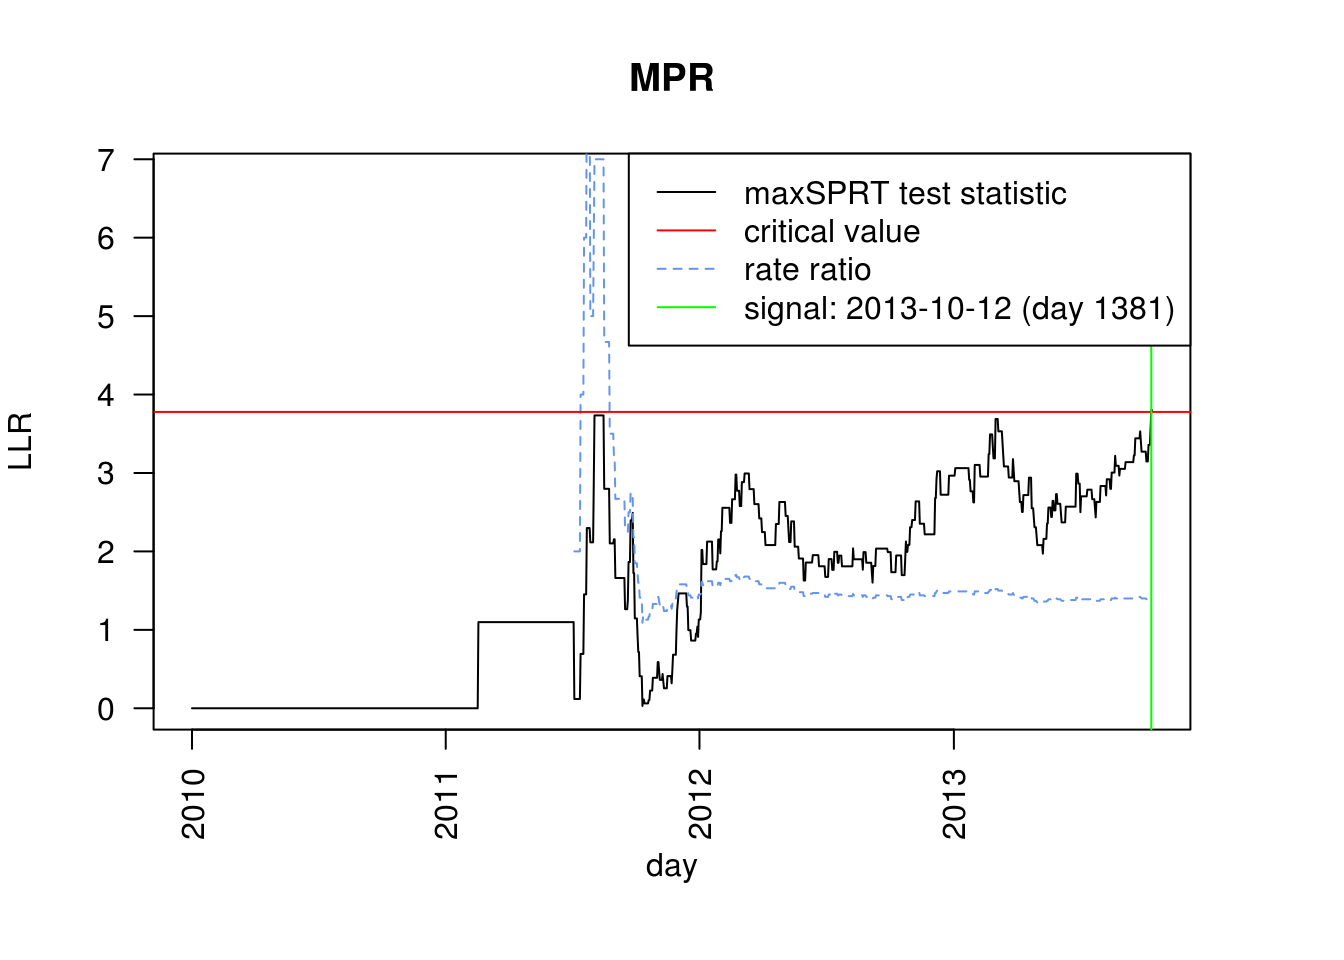 MPR
7
6
5
4
3
2
1
0
LLR
maxSPRT test statistic
critical value
rate ratio
signal: 2013-10-12 (day 1381)
2010
2011
2012
2013
day